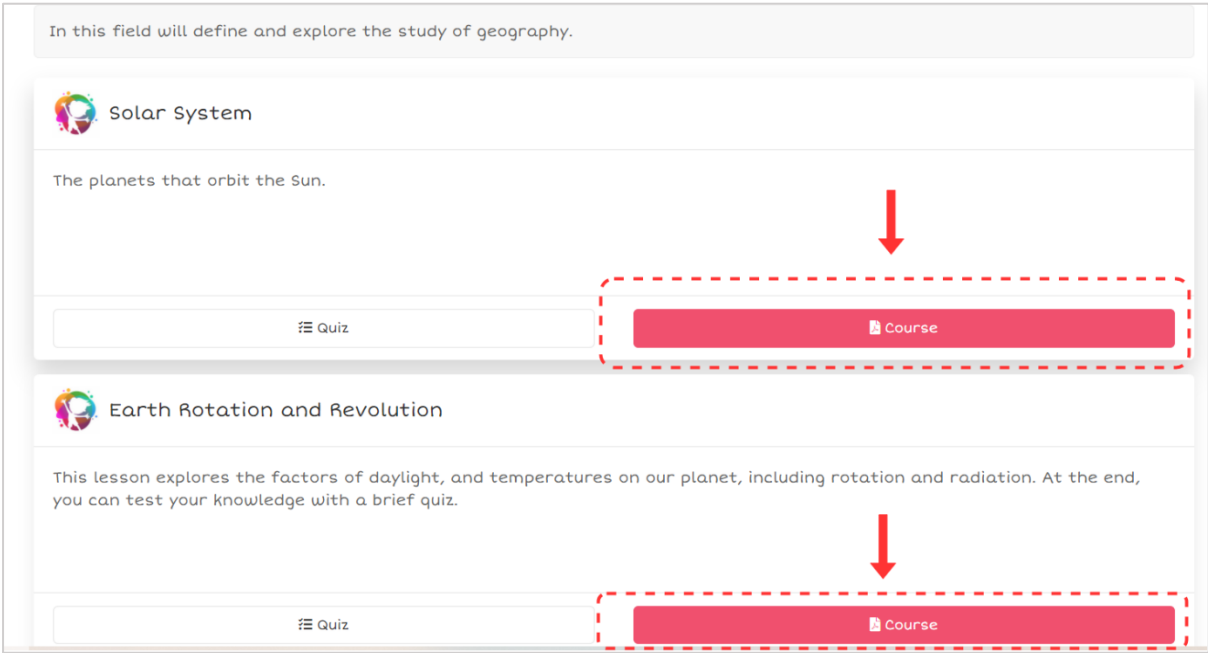 In this field will define and explore the study of geography.
Solar System
The planets that orbit the Sun.
Quiz
Course
Earth Rotation and Revolution
This lesson explores the factors of daylight, and temperatures on our planet, including rotation and radiation. At the end,
you can test your knowledge with a brief quiz.
Quiz
Course